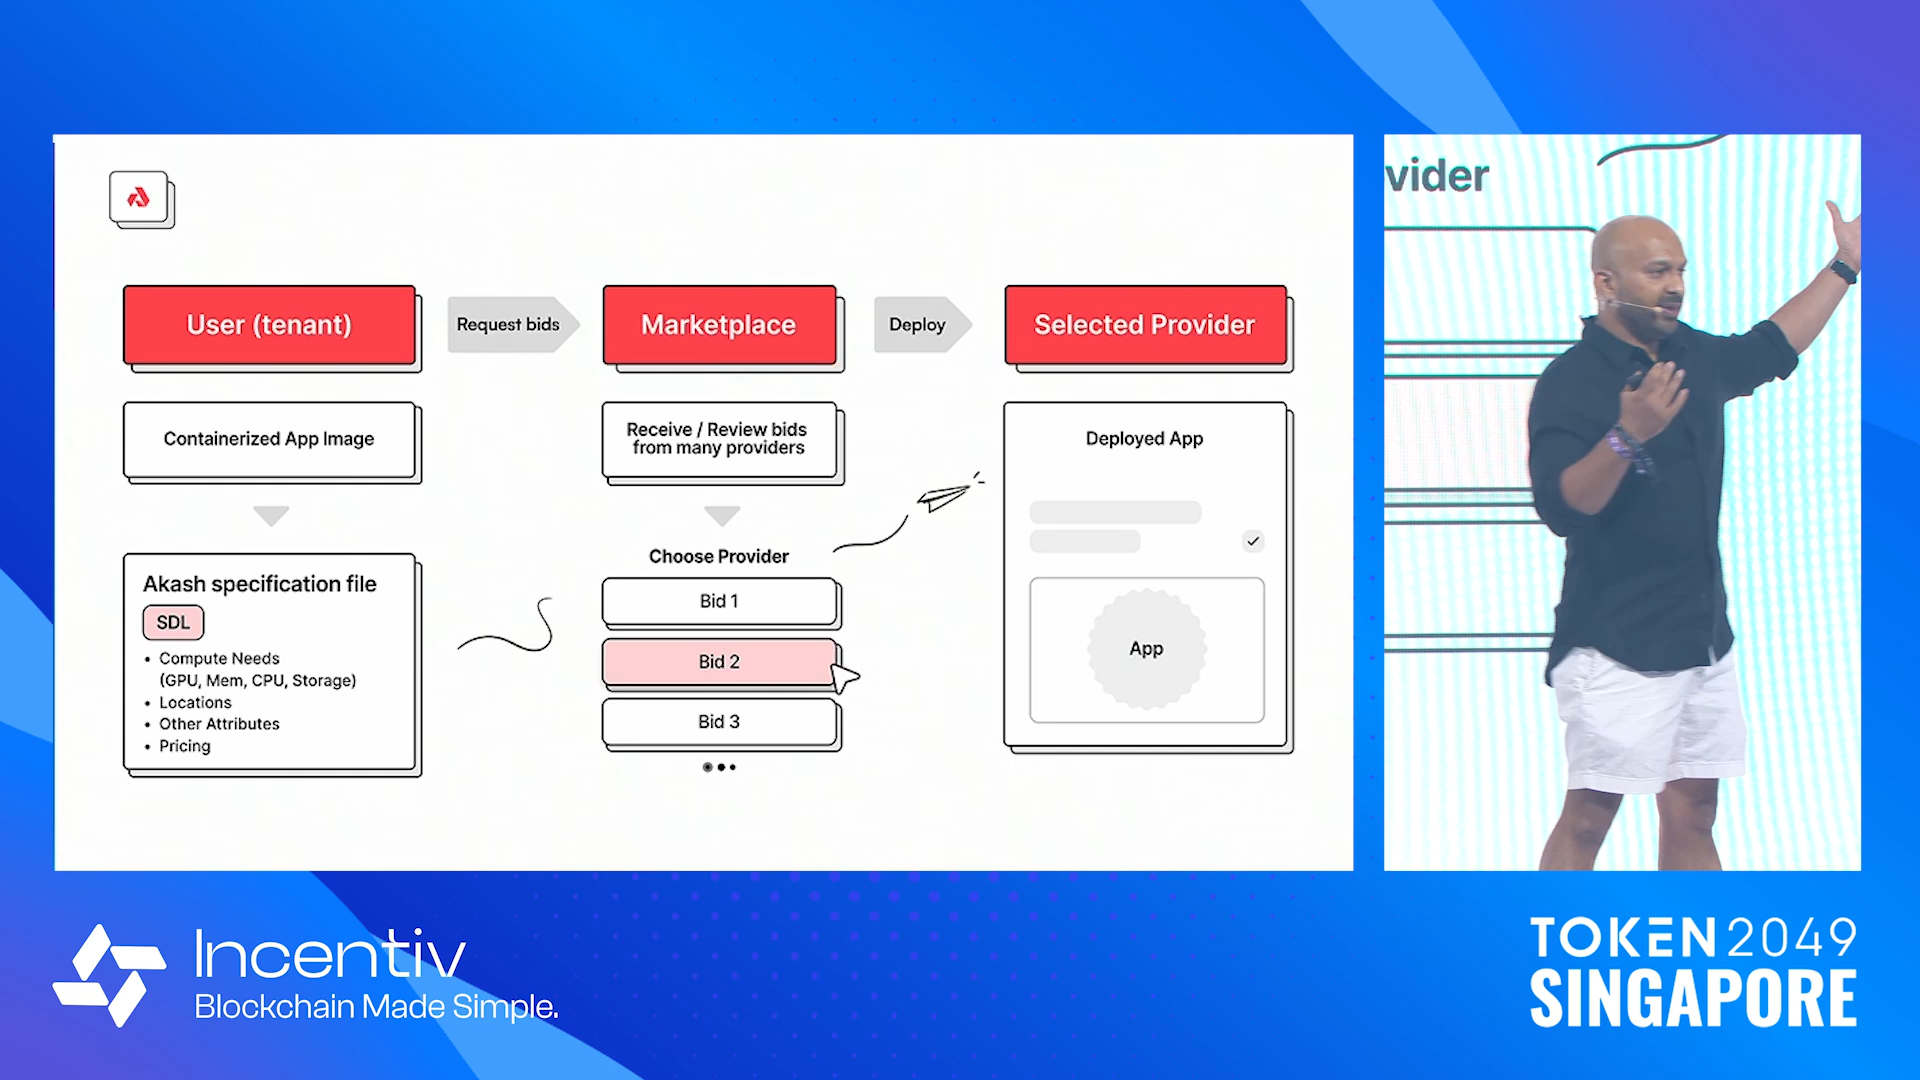 User (tenant)
Request bids
Marketplace
Deploy
Selected Provider
Containerized App Image
Receive / Review bids
from many providers
Deployed App
Akash specification file
SDL
• Compute Needs
(GPU, Mem, CPU, Storage)
• Locations
• Other Attributes
• Pricing
Choose Provider
Bid 1
Bid 2
Bid 3
App
vider
Incentiv
Blockchain Made Simple.
TOKEN2049
SINGAPORE